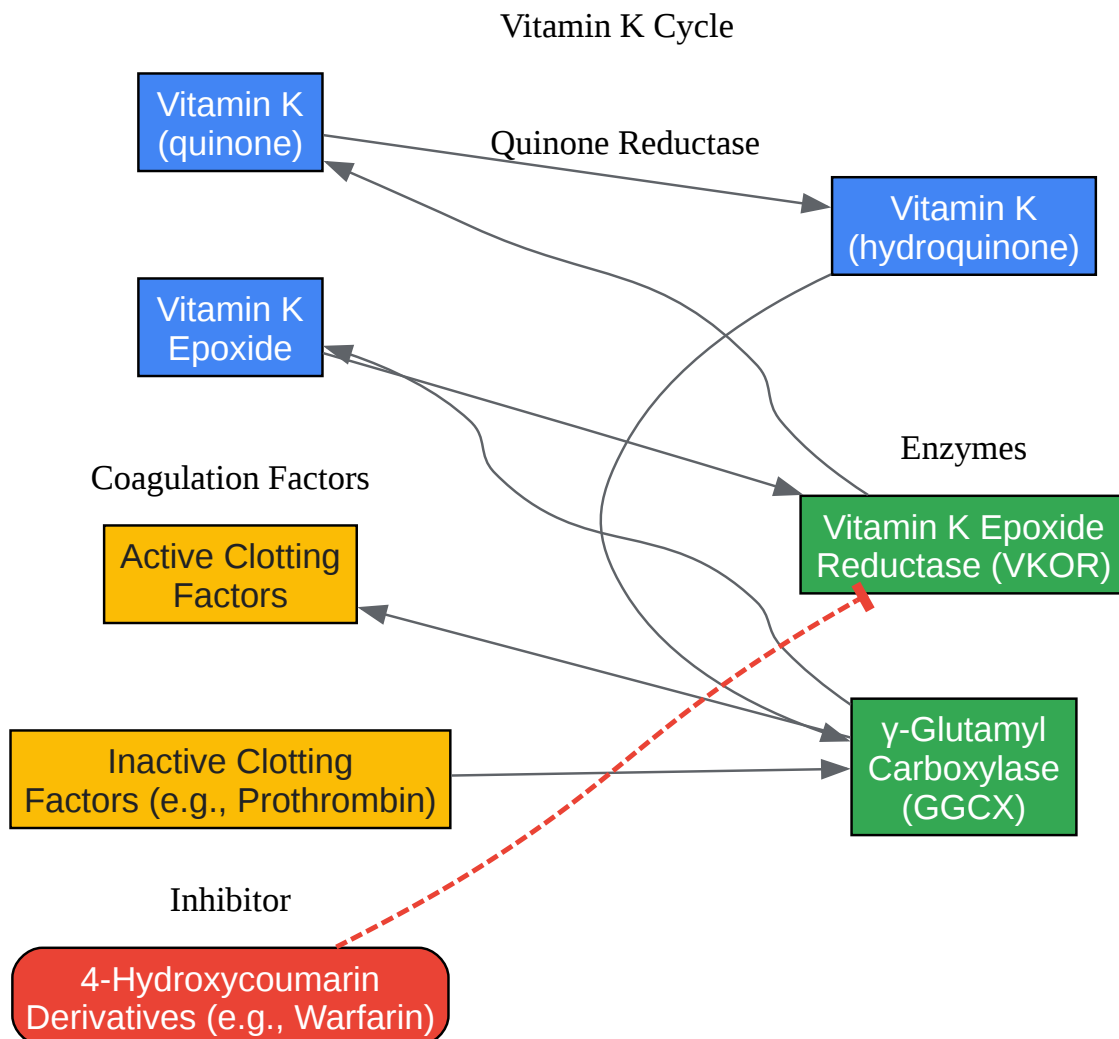 Vitamin K Cycle
Vitamin K
(quinone)
Quinone Reductase
Vitamin K
(hydroquinone)
Vitamin K
Epoxide
Enzymes
Coagulation Factors
Vitamin K Epoxide
Reductase (VKOR)
Active Clotting
Factors
γ-Glutamyl
Carboxylase
(GGCX)
Inactive Clotting
Factors (e.g., Prothrombin)
Inhibitor
4-Hydroxycoumarin
Derivatives (e.g., Warfarin)